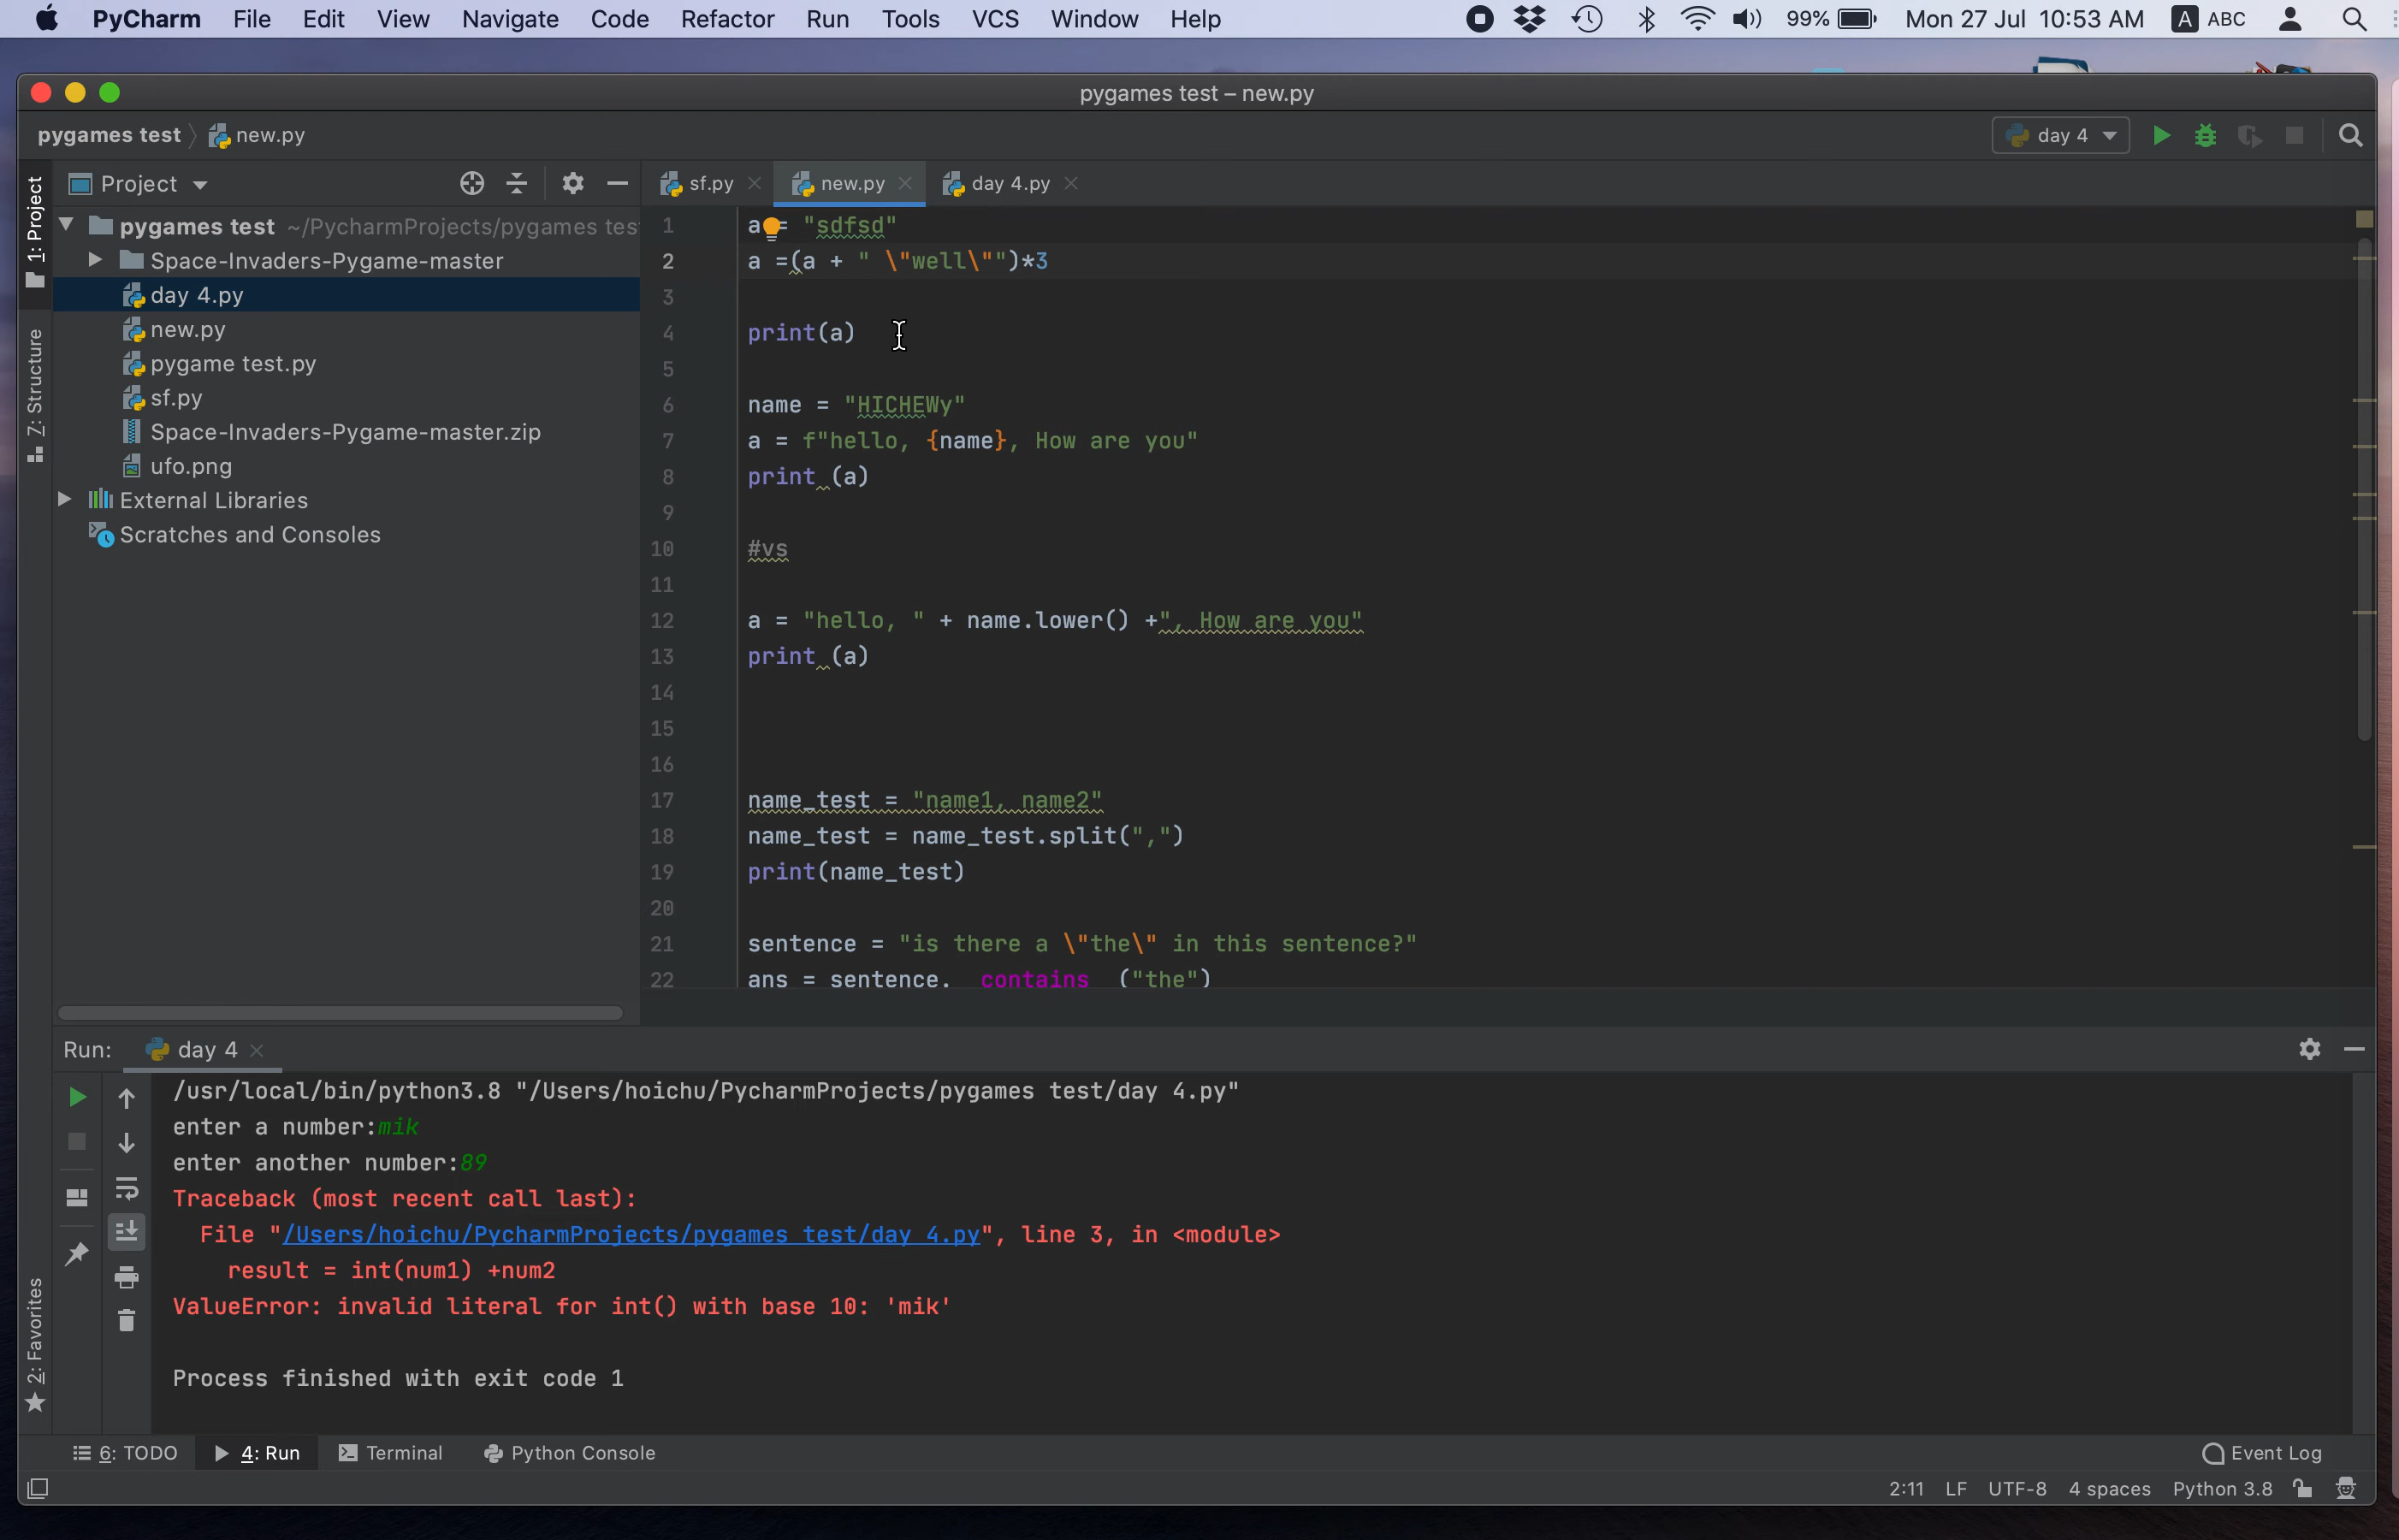 PyCharm File Edit View Navigate Code Refactor Run Tools VCS Window Help 99% Mon 27 Jul 10:53 AM A ABC
pygames test – new.py
pygames test new.py day 4
1: Project
7: Structure
2: Favorites
Project
pygames test ~/PycharmProjects/pygames tes
Space-Invaders-Pygame-master
day 4.py
new.py
pygame test.py
sf.py
Space-Invaders-Pygame-master.zip
ufo.png
External Libraries
Scratches and Consoles
sf.py new.py day 4.py
1 a = "sdfsd"
2 a =(a + " \"well\"")*3
3
4 print(a)
5
6 name = "HICHEWy"
7 a = f"hello, {name}, How are you"
8 print (a)
9
10 #vs
11
12 a = "hello, " + name.lower() +", How are you"
13 print (a)
14
15
16
17 name_test = "name1, name2"
18 name_test = name_test.split(",")
19 print(name_test)
20
21 sentence = "is there a \"the\" in this sentence?"
22 ans = sentence.__contains__("the")
Run: day 4
/usr/local/bin/python3.8 "/Users/hoichu/PycharmProjects/pygames test/day 4.py"
enter a number:mik
enter another number:89
Traceback (most recent call last):
File "/Users/hoichu/PycharmProjects/pygames test/day 4.py", line 3, in <module>
result = int(num1) +num2
ValueError: invalid literal for int() with base 10: 'mik'
Process finished with exit code 1
6: TODO 4: Run Terminal Python Console Event Log
2:11 LF UTF-8 4 spaces Python 3.8